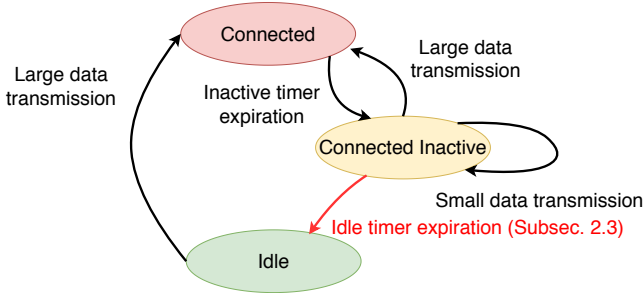 Connected
Large data
transmission
Large data
transmission
Inactive timer
expiration
Connected Inactive
Small data transmission
Idle timer expiration (Subsec. 2.3)
Idle